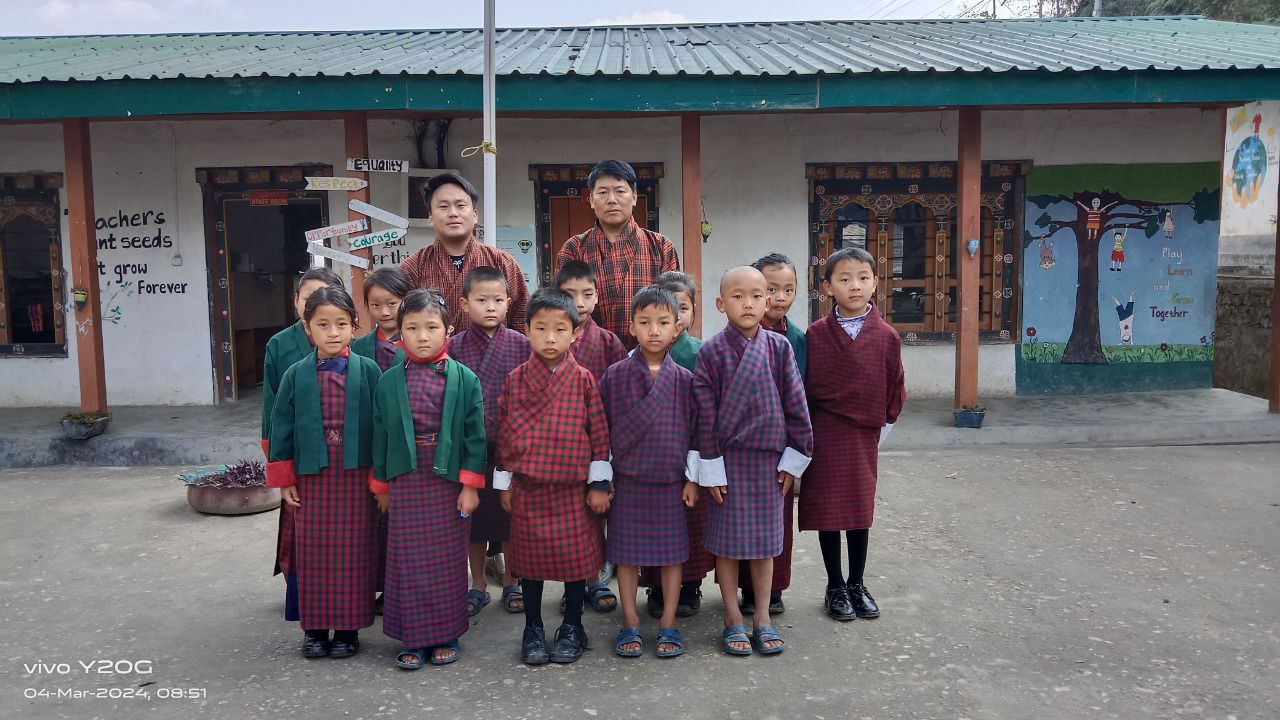 EQUALITY
Respect
STAFF ROOM
Opportunity
Courage
achers
nt seeds
t grow
Forever
Play
Learn
and Grow
Together
vivo Y20G
04-Mar-2024, 08:51